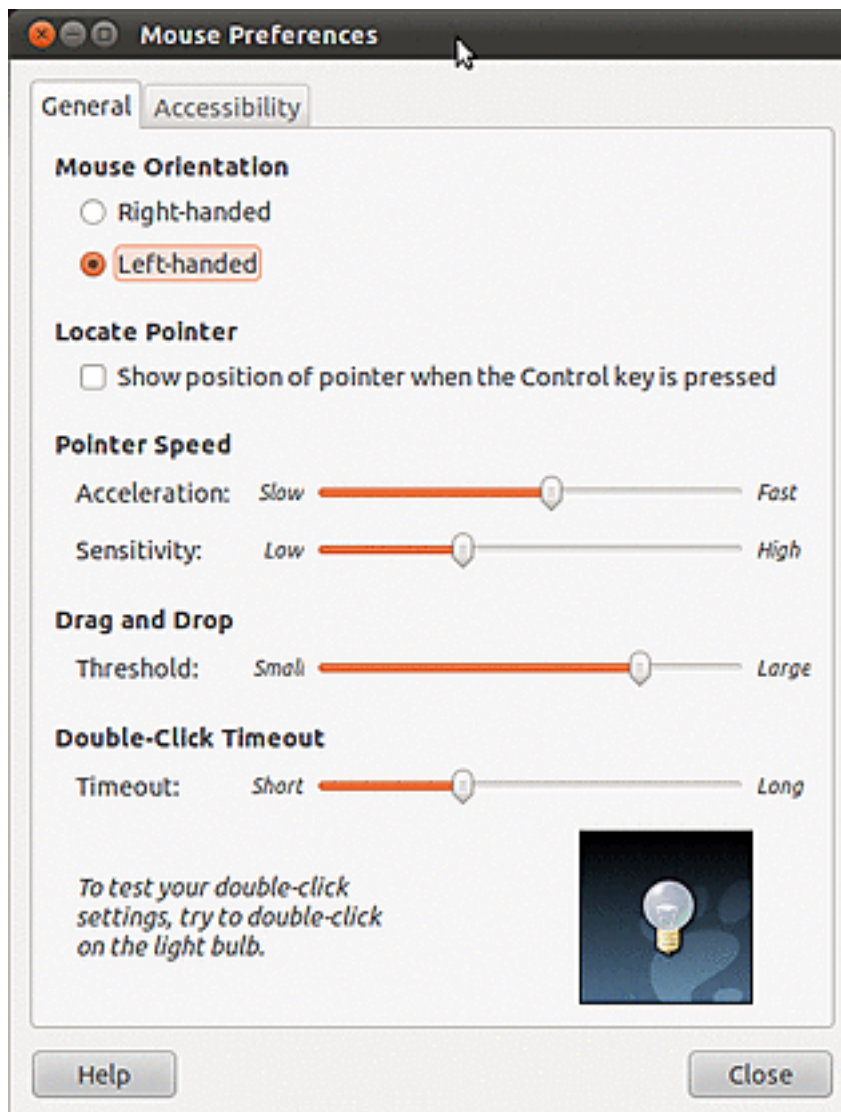 Mouse Preferences
General Accessibility
Mouse Orientation
Right-handed
Left-handed
Locate Pointer
Show position of pointer when the Control key is pressed
Pointer Speed
Acceleration: Slow Fast
Sensitivity: Low High
Drag and Drop
Threshold: Small Large
Double-Click Timeout
Timeout: Short Long
To test your double-click
settings, try to double-click
on the light bulb.
Help Close